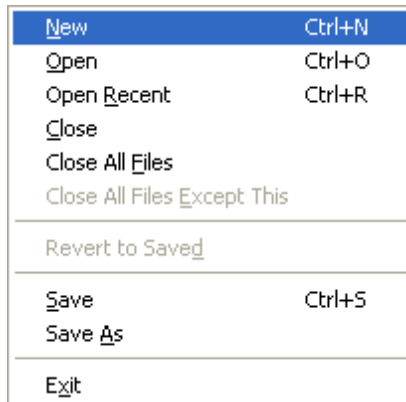 New Ctrl+N
Open Ctrl+O
Open Recent Ctrl+R
Close
Close All Files
Close All Files Except This
Revert to Saved
Save Ctrl+S
Save As
Exit